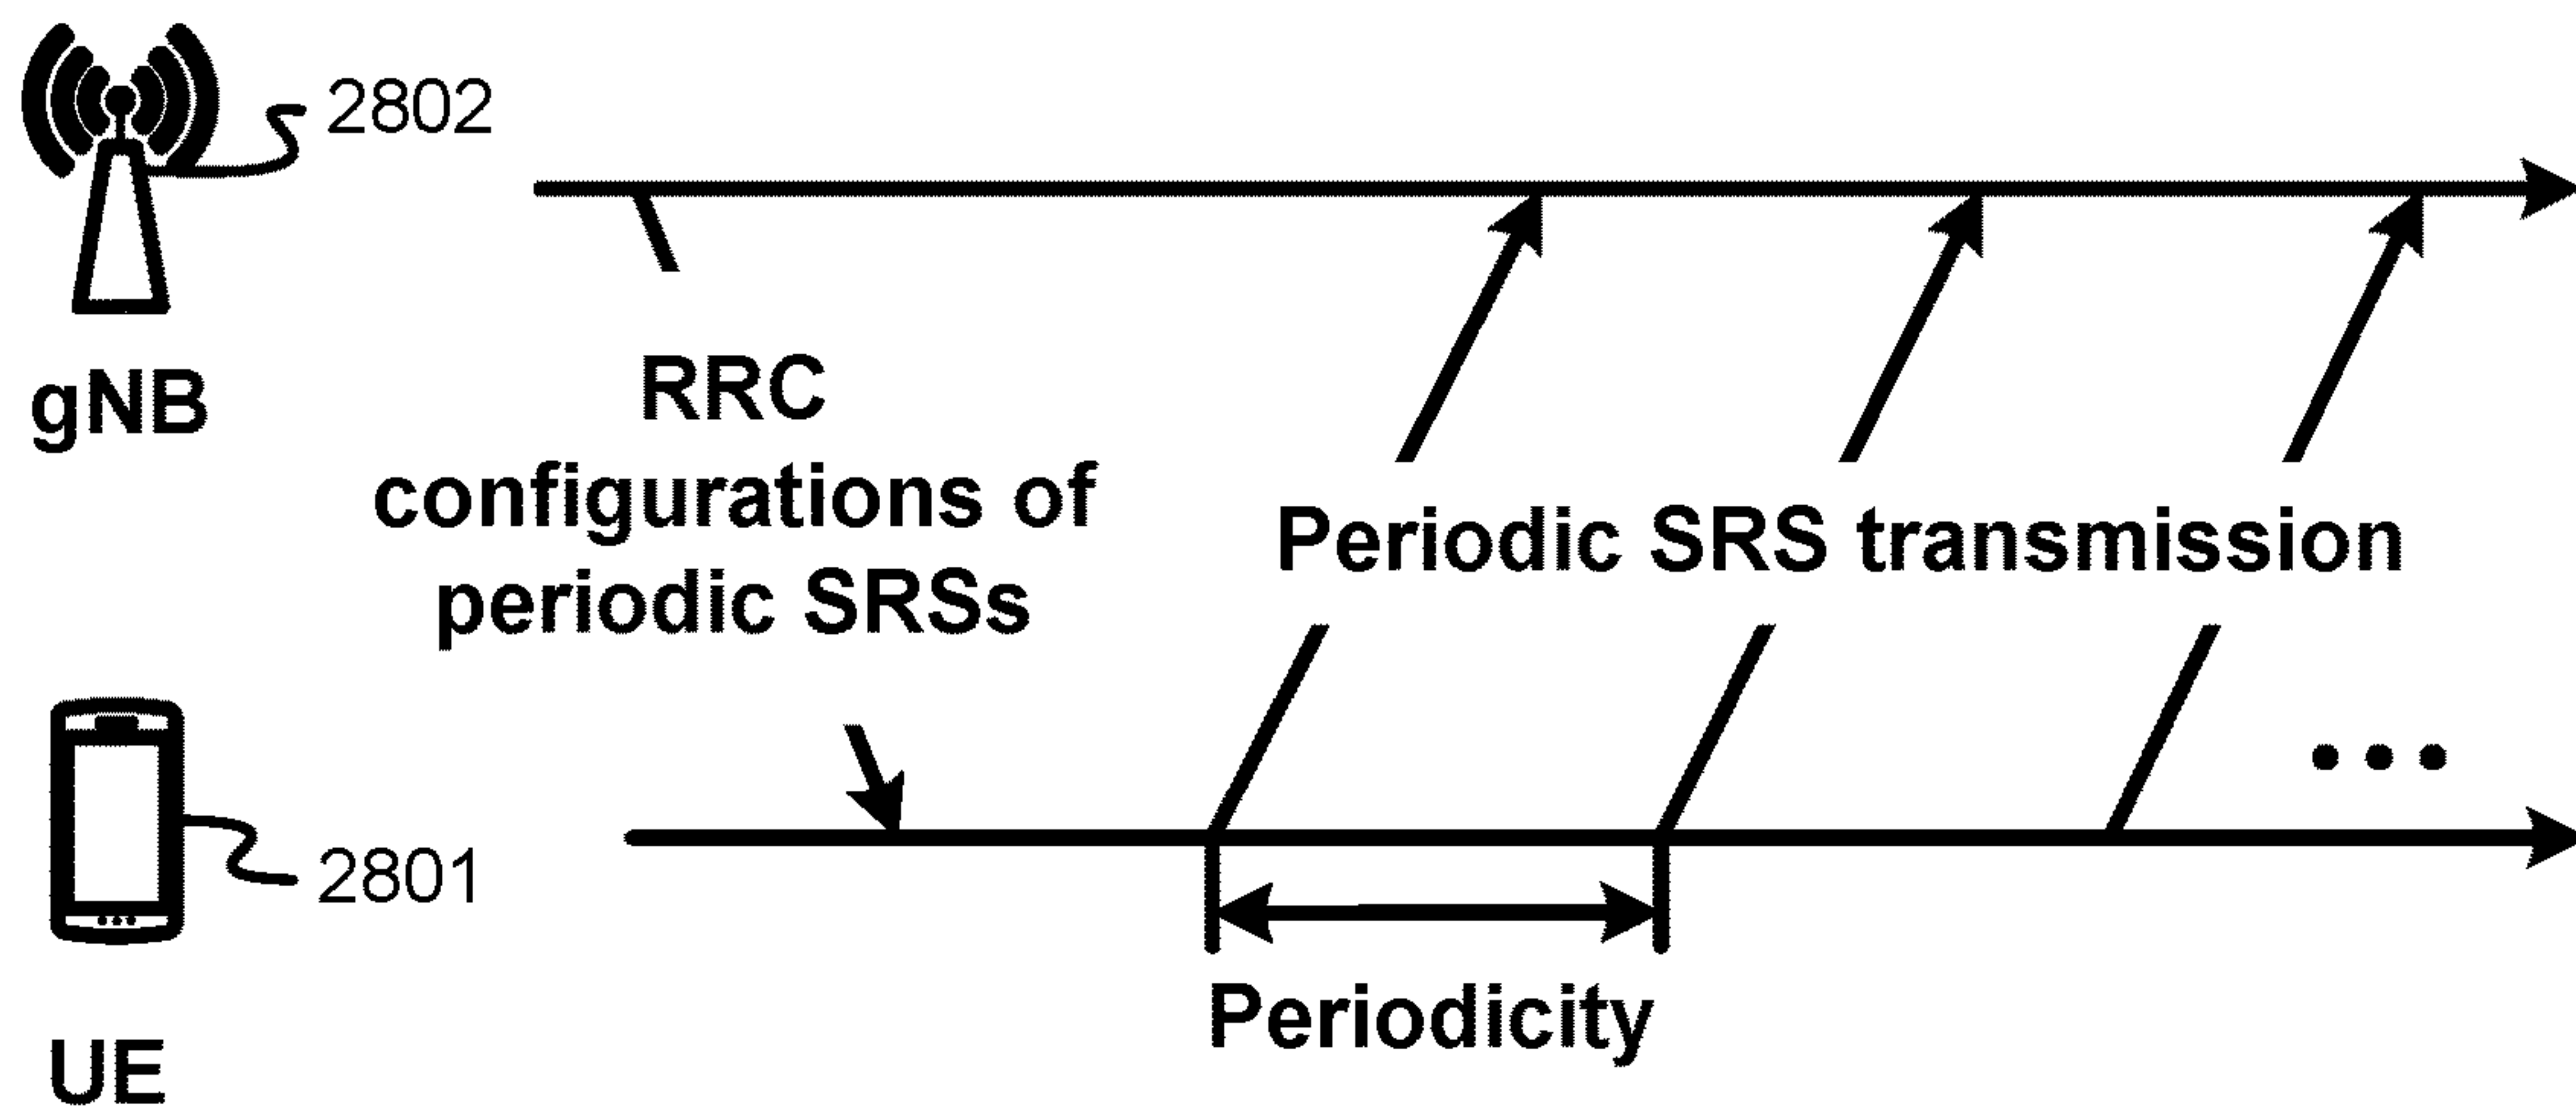 2802
gNB
RRC
configurations of
periodic SRSs
Periodic SRS transmission
2801
UE
Periodicity